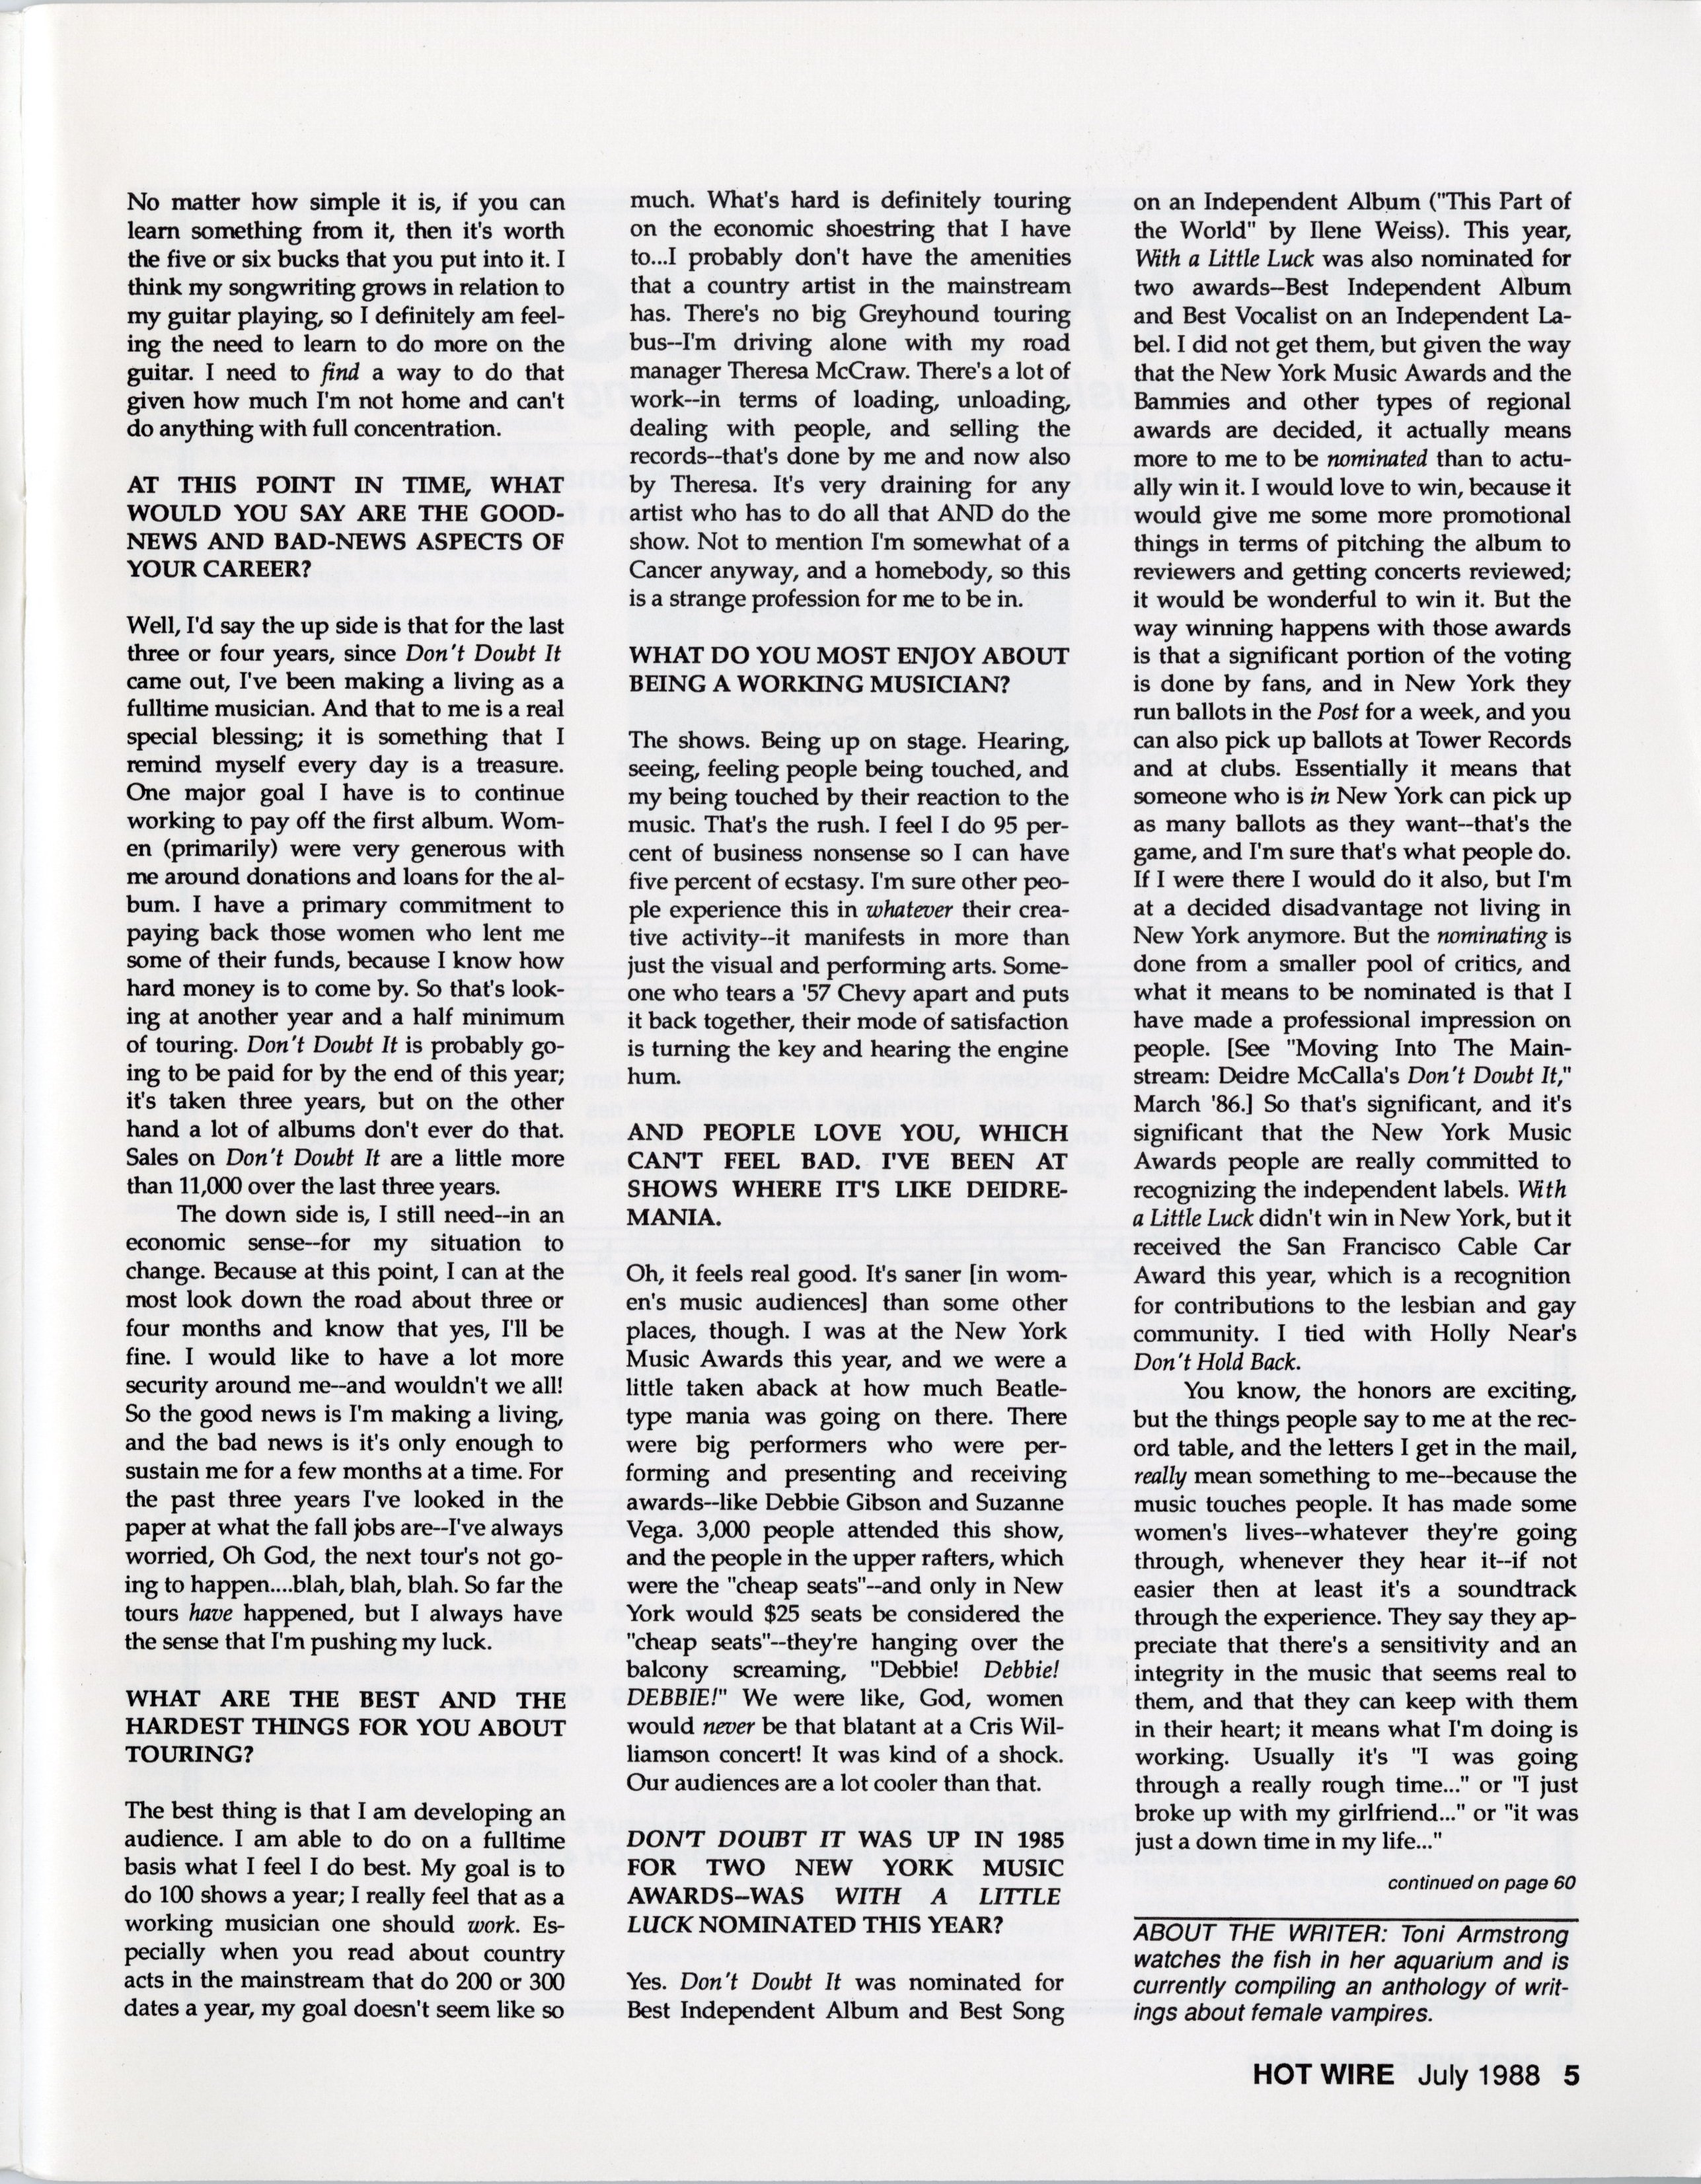 No matter how simple it is, if you can
learn something from it, then it's worth
the five or six bucks that you put into it. I
think my songwriting grows in relation to
my guitar playing, so I definitely am feel-
ing the need to learn to do more on the
guitar. I need to find a way to do that
given how much I'm not home and can't
do anything with full concentration.
AT THIS POINT IN TIME, WHAT
WOULD YOU SAY ARE THE GOOD-
NEWS AND BAD-NEWS ASPECTS OF
YOUR CAREER?
Well, I'd say the up side is that for the last
three or four years, since Don't Doubt It
came out, I've been making a living as a
fulltime musician. And that to me is a real
special blessing; it is something that I
remind myself every day is a treasure.
One major goal I have is to continue
working to pay off the first album. Wom-
en (primarily) were very generous with
me around donations and loans for the al-
bum. I have a primary commitment to
paying back those women who lent me
some of their funds, because I know how
hard money is to come by. So that's look-
ing at another year and a half minimum
of touring. Don't Doubt It is probably go-
ing to be paid for by the end of this year;
it's taken three years, but on the other
hand a lot of albums don't ever do that.
Sales on Don't Doubt It are a little more
than 11,000 over the last three years.
The down side is, I still need--in an
economic sense--for my situation to
change. Because at this point, I can at the
most look down the road about three or
four months and know that yes, I'll be
fine. I would like to have a lot more
security around me--and wouldn't we all!
So the good news is I'm making a living,
and the bad news is it's only enough to
sustain me for a few months at a time. For
the past three years I've looked in the
paper at what the fall jobs are--I've always
worried, Oh God, the next tour's not go-
ing to happen....blah, blah, blah. So far the
tours have happened, but I always have
the sense that I'm pushing my luck.
WHAT ARE THE BEST AND THE
HARDEST THINGS FOR YOU ABOUT
TOURING?
The best thing is that I am developing an
audience. I am able to do on a fulltime
basis what I feel I do best. My goal is to
do 100 shows a year; I really feel that as a
working musician one should work. Es-
pecially when you read about country
acts in the mainstream that do 200 or 300
dates a year, my goal doesn't seem like so
much. What's hard is definitely touring
on the economic shoestring that I have
to...I probably don't have the amenities
that a country artist in the mainstream
has. There's no big Greyhound touring
bus--I'm driving alone with my road
manager Theresa McCraw. There's a lot of
work--in terms of loading, unloading,
dealing with people, and selling the
records--that's done by me and now also
by Theresa. It's very draining for any
artist who has to do all that AND do the
show. Not to mention I'm somewhat of a
Cancer anyway, and a homebody, so this
is a strange profession for me to be in.
WHAT DO YOU MOST ENJOY ABOUT
BEING A WORKING MUSICIAN?
The shows. Being up on stage. Hearing,
seeing, feeling people being touched, and
my being touched by their reaction to the
music. That's the rush. I feel I do 95 per-
cent of business nonsense so I can have
five percent of ecstasy. I'm sure other peo-
ple experience this in whatever their crea-
tive activity--it manifests in more than
just the visual and performing arts. Some-
one who tears a '57 Chevy apart and puts
it back together, their mode of satisfaction
is turning the key and hearing the engine
hum.
AND PEOPLE LOVE YOU, WHICH
CAN'T FEEL BAD. I'VE BEEN AT
SHOWS WHERE IT'S LIKE DEIDRE-
MANIA.
Oh, it feels real good. It's saner [in wom-
en's music audiences] than some other
places, though. I was at the New York
Music Awards this year, and we were a
little taken aback at how much Beatle-
type mania was going on there. There
were big performers who were per-
forming and presenting and receiving
awards--like Debbie Gibson and Suzanne
Vega. 3,000 people attended this show,
and the people in the upper rafters, which
were the "cheap seats"--and only in New
York would $25 seats be considered the
"cheap seats"--they're hanging over the
balcony screaming, "Debbie! Debbie!
DEBBIE!" We were like, God, women
would never be that blatant at a Cris Wil-
liamson concert! It was kind of a shock.
Our audiences are a lot cooler than that.
DON'T DOUBT IT WAS UP IN 1985
FOR TWO NEW YORK MUSIC
AWARDS--WAS WITH A LITTLE
LUCK NOMINATED THIS YEAR?
Yes. Don't Doubt It was nominated for
Best Independent Album and Best Song
on an Independent Album ("This Part of
the World" by Ilene Weiss). This year,
With a Little Luck was also nominated for
two awards--Best Independent Album
and Best Vocalist on an Independent La-
bel. I did not get them, but given the way
that the New York Music Awards and the
Bammies and other types of regional
awards are decided, it actually means
more to me to be nominated than to actu-
ally win it. I would love to win, because it
would give me some more promotional
things in terms of pitching the album to
reviewers and getting concerts reviewed;
it would be wonderful to win it. But the
way winning happens with those awards
is that a significant portion of the voting
is done by fans, and in New York they
run ballots in the Post for a week, and you
can also pick up ballots at Tower Records
and at clubs. Essentially it means that
someone who is in New York can pick up
as many ballots as they want--that's the
game, and I'm sure that's what people do.
If I were there I would do it also, but I'm
at a decided disadvantage not living in
New York anymore. But the nominating is
done from a smaller pool of critics, and
what it means to be nominated is that I
have made a professional impression on
people. [See "Moving Into The Main-
stream: Deidre McCalla's Don't Doubt It,"
March '86.] So that's significant, and it's
significant that the New York Music
Awards people are really committed to
recognizing the independent labels. With
a Little Luck didn't win in New York, but it
received the San Francisco Cable Car
Award this year, which is a recognition
for contributions to the lesbian and gay
community. I tied with Holly Near's
Don't Hold Back.
You know, the honors are exciting,
but the things people say to me at the rec-
ord table, and the letters I get in the mail,
really mean something to me--because the
music touches people. It has made some
women's lives--whatever they're going
through, whenever they hear it--if not
easier then at least it's a soundtrack
through the experience. They say they ap-
preciate that there's a sensitivity and an
integrity in the music that seems real to
them, and that they can keep with them
in their heart; it means what I'm doing is
working. Usually it's "I was going
through a really rough time..." or "I just
broke up with my girlfriend..." or "it was
just a down time in my life..."
continued on page 60
ABOUT THE WRITER: Toni Armstrong
watches the fish in her aquarium and is
currently compiling an anthology of writ-
ings about female vampires.
HOT WIRE July 1988 5